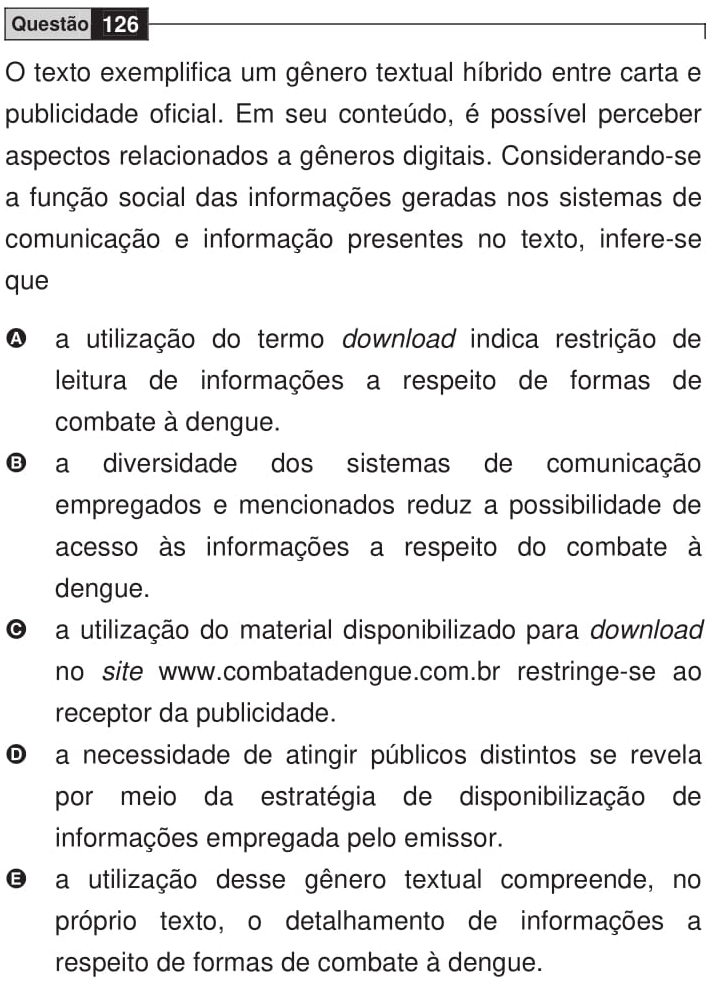 Questão 126
O texto exemplifica um gênero textual híbrido entre carta e
publicidade oficial. Em seu conteúdo, é possível perceber
aspectos relacionados a gêneros digitais. Considerando-se
a função social das informações geradas nos sistemas de
comunicação e informação presentes no texto, infere-se
que
A a utilização do termo download indica restrição de
leitura de informações a respeito de formas de
combate à dengue.
B a diversidade dos sistemas de comunicação
empregados e mencionados reduz a possibilidade de
acesso às informações a respeito do combate à
dengue.
C a utilização do material disponibilizado para download
no site www.combatadengue.com.br restringe-se ao
receptor da publicidade.
D a necessidade de atingir públicos distintos se revela
por meio da estratégia de disponibilização de
informações empregada pelo emissor.
E a utilização desse gênero textual compreende, no
próprio texto, o detalhamento de informações a
respeito de formas de combate à dengue.